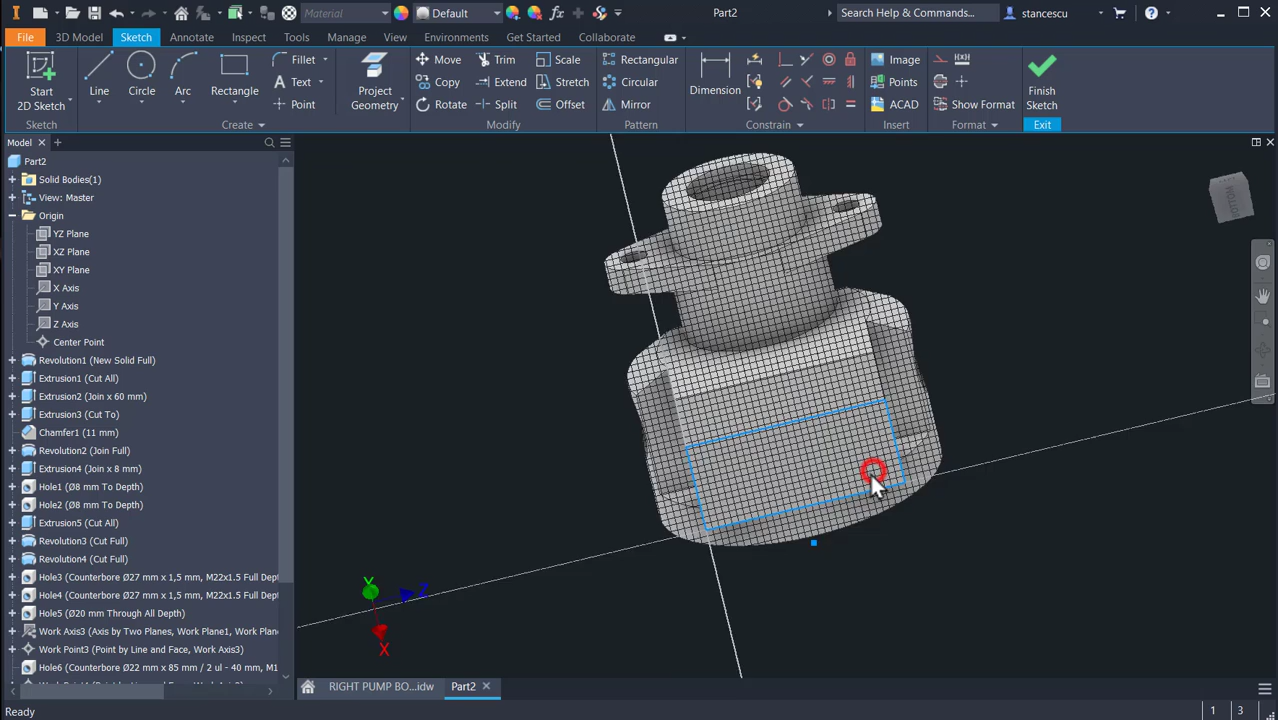 Material
Default
Part2
Search Help & Commands...
stancescu
File
3D Model
Sketch
Annotate
Inspect
Tools
Manage
View
Environments
Get Started
Collaborate
Start
2D Sketch
Line
Circle
Arc
Rectangle
Fillet
Text
Point
Project
Geometry
Move
Copy
Rotate
Trim
Extend
Split
Scale
Stretch
Offset
Rectangular
Circular
Mirror
Dimension
Image
Points
ACAD
Show Format
Finish
Sketch
Sketch
Create
Modify
Pattern
Constrain
Insert
Format
Exit
Model
Part2
Solid Bodies(1)
View: Master
Origin
YZ Plane
XZ Plane
XY Plane
X Axis
Y Axis
Z Axis
Center Point
Revolution1 (New Solid Full)
Extrusion1 (Cut All)
Extrusion2 (Join x 60 mm)
Extrusion3 (Cut To)
Chamfer1 (11 mm)
Revolution2 (Join Full)
Extrusion4 (Join x 8 mm)
Hole1 (Ø8 mm To Depth)
Hole2 (Ø8 mm To Depth)
Extrusion5 (Cut All)
Revolution3 (Cut Full)
Revolution4 (Cut Full)
Hole3 (Counterbore Ø27 mm x 1,5 mm, M22x1.5 Full Dept
Hole4 (Counterbore Ø27 mm x 1,5 mm, M22x1.5 Full Dept
Hole5 (Ø20 mm Through All Depth)
Work Axis3 (Axis by Two Planes, Work Plane1, Work Plane
Work Point3 (Point by Line and Face, Work Axis3)
Hole6 (Counterbore Ø22 mm x 85 mm / 2 ul - 40 mm, M1
BOTTOM
Y
Z
X
RIGHT PUMP BO...idw
Part2
Ready
1
3